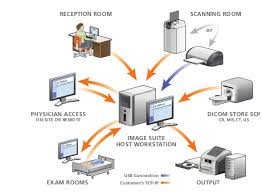 RECEPTION ROOM
SCANNING ROOM
or
PHYSICIAN ACCESS
ON-SITE OR REMOTE
IMAGE SUITE
HOST WORKSTATION
DICOM STORE SCP
CR, MR, CT, US
EXAM ROOMS
USB Connection
Customer's TCP IP
OUTPUT